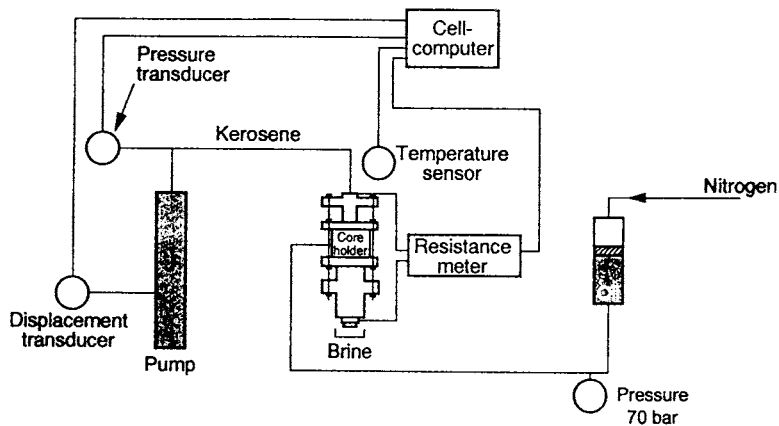 Cell-
computer
Pressure
transducer
Kerosene
Temperature
sensor
Nitrogen
Core
holder
Resistance
meter
Displacement
transducer
Pump
Brine
Pressure
70 bar